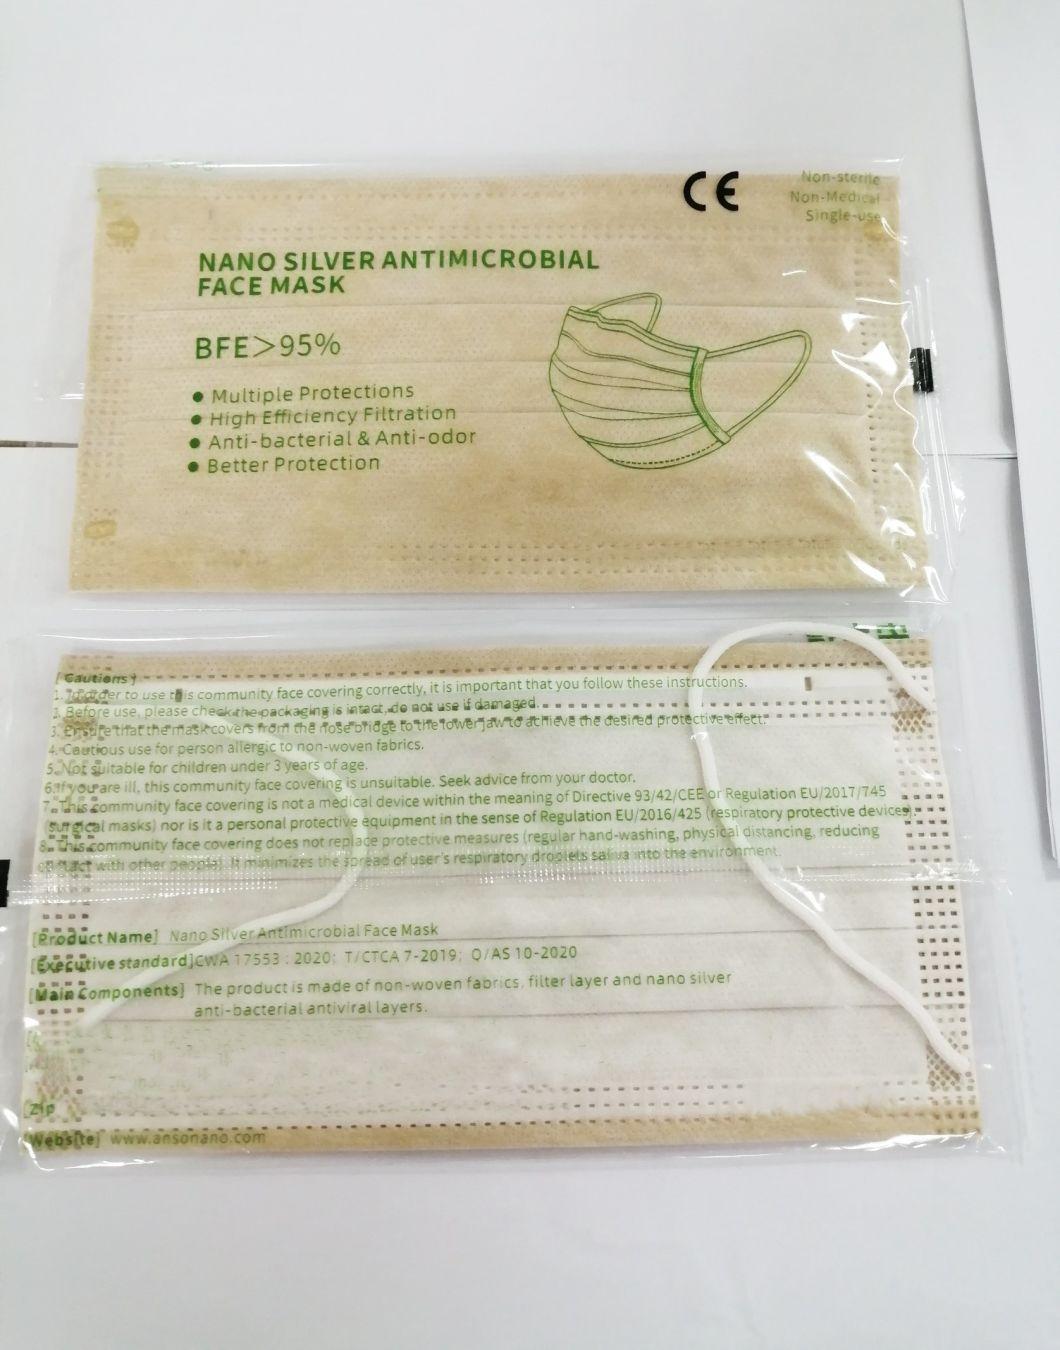 CE
Non-sterile
Non-Medical
Single-use
NANO SILVER ANTIMICROBIAL
FACE MASK
BFE>95%
● Multiple Protections
● High Efficiency Filtration
● Anti-bacterial & Anti-odor
● Better Protection
[Cautions]
1. In order to use this community face covering correctly, it is important that you follow these instructions.
Before use, please check the packaging is intact, do not use if damaged.
3. Ensure that the mask covers from the nose bridge to the lower jaw to achieve the desired protective effect.
4. Cautious use for person allergic to non-woven fabrics.
5. Not suitable for children under 3 years of age.
6. If you are ill, this community face covering is unsuitable. Seek advice from your doctor.
7. This community face covering is not a medical device within the meaning of Directive 93/42/CEE or Regulation EU/2017/745
(surgical masks) nor is it a personal protective equipment in the sense of Regulation EU/2016/425 (respiratory protective devices).
8. This community face covering does not replace protective measures (regular hand-washing, physical distancing, reducing
contact with other people). It minimizes the spread of user's respiratory droplets saliva into the environment.
[Product Name] Nano Silver Antimicrobial Face Mask
[Executive standard] CWA 17553 : 2020; T/CTCA 7-2019; Q/AS 10-2020
[Main Components] The product is made of non-woven fabrics, filter layer and nano silver
anti-bacterial antiviral layers.
[Zip
[Website] www.ansonano.com